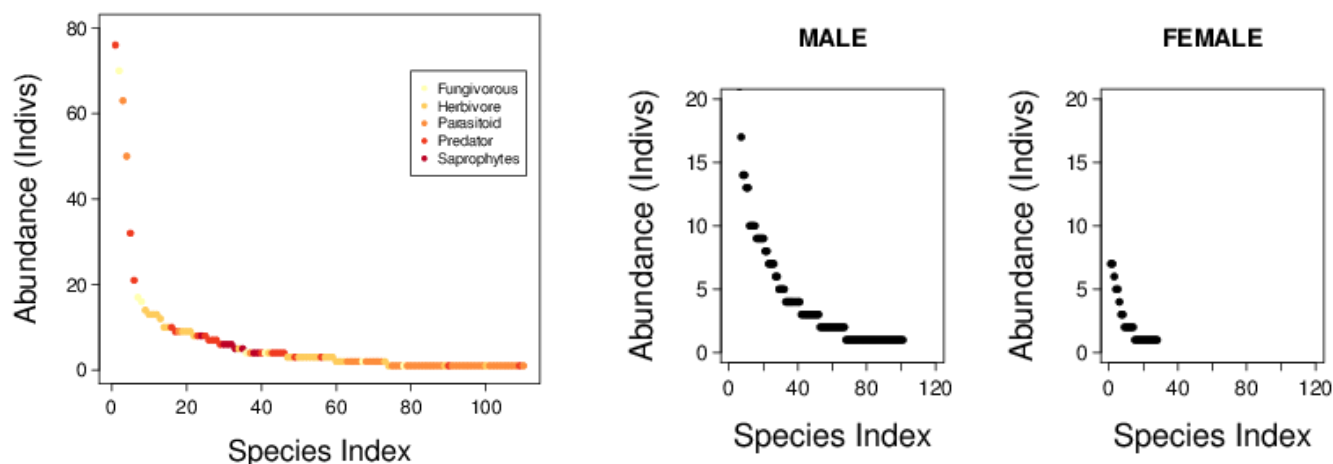 80
60
40
20
0
Abundance (Indivs)
Fungivorous
Herbivore
Parasitoid
Predator
Saprophytes
0 20 40 60 80 100
Species Index
MALE
20
15
10
5
0
Abundance (Indivs)
0 40 80 120
Species Index
FEMALE
20
15
10
5
0
Abundance (Indivs)
0 40 80 120
Species Index